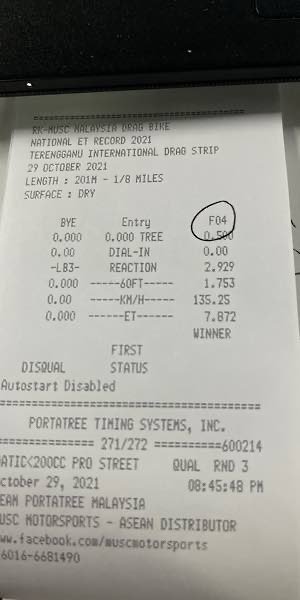 RK-MUSC MALAYSIA DRAG BIKE
NATIONAL ET RECORD 2021
TERENGGANU INTERNATIONAL DRAG STRIP
29 OCTOBER 2021
LENGTH : 201M - 1/8 MILES
SURFACE : DRY
BYE Entry F04
0.000 0.000 TREE 0.500
0.00 DIAL-IN 0.00
-LB3- REACTION 2.929
0.000 -----60FT----- 1.753
0.00 -----KM/H----- 135.25
0.000 ------ET------ 7.872
WINNER
FIRST
DISQUAL STATUS
Autostart Disabled
PORTATREE TIMING SYSTEMS, INC.
============ 271/272 ==========600214
ATIC<200CC PRO STREET QUAL RND 3
ctober 29, 2021 08:45:48 PM
EAM PORTATREE MALAYSIA
USC MOTORSPORTS - ASEAN DISTRIBUTOR
ww.facebook.com/muscmotorsports
6016-6681490